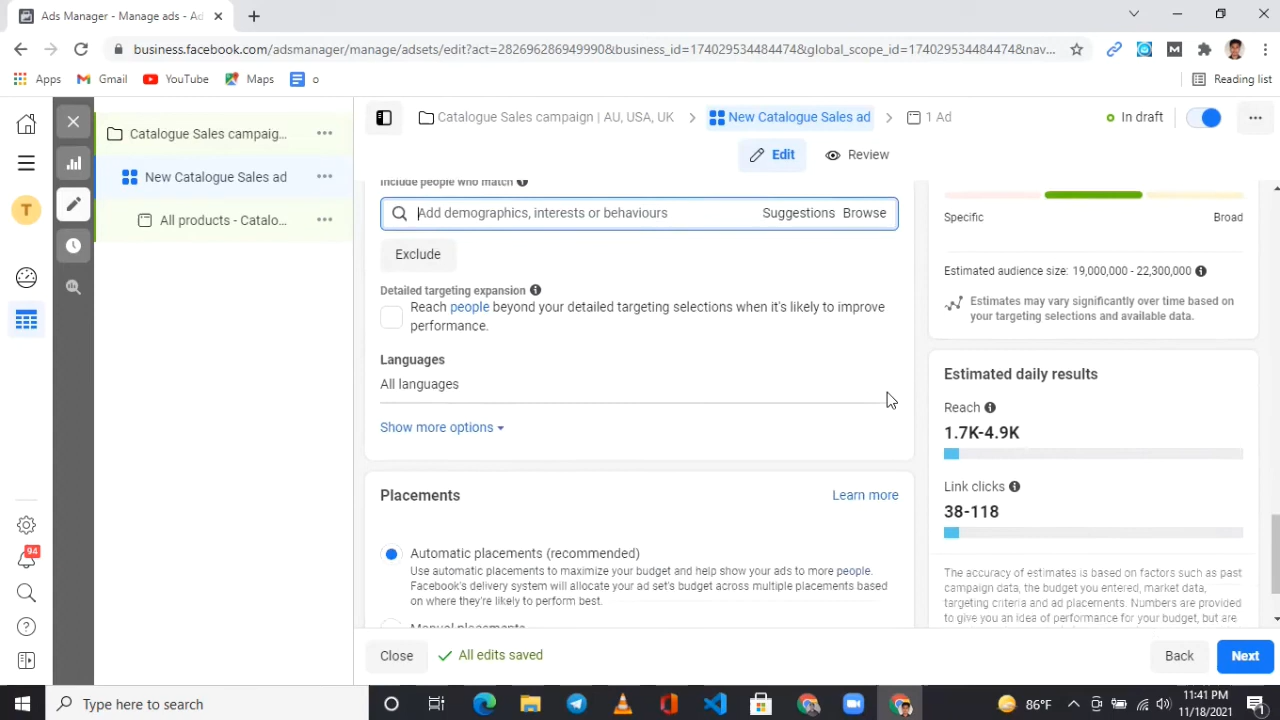 Ads Manager - Manage ads - Ad
business.facebook.com/adsmanager/manage/adsets/edit?act=282696286949990&business_id=1740295344844​74&global_scope_id=1740295344844​74&nav...
Apps
Gmail
YouTube
Maps
o
Reading list
Catalogue Sales campaig...
New Catalogue Sales ad
All products - Catalo...
T
94
Catalogue Sales campaign | AU, USA, UK
New Catalogue Sales ad
1 Ad
In draft
Edit
Review
Include people who match
Add demographics, interests or behaviours
Suggestions
Browse
Exclude
Detailed targeting expansion
Reach people beyond your detailed targeting selections when it's likely to improve
performance.
Languages
All languages
Show more options
Placements
Learn more
Automatic placements (recommended)
Use automatic placements to maximize your budget and help show your ads to more people.
Facebook's delivery system will allocate your ad set's budget across multiple placements based
on where they're likely to perform best.
Manual placements
Specific
Broad
Estimated audience size: 19,000,000 - 22,300,000
Estimates may vary significantly over time based on
your targeting selections and available data.
Estimated daily results
Reach
1.7K-4.9K
Link clicks
38-118
The accuracy of estimates is based on factors such as past
campaign data, the budget you entered, market data,
targeting criteria and ad placements. Numbers are provided
to give you an idea of performance for your budget, but are
Close
All edits saved
Back
Next
Type here to search
86°F
11:41 PM
11/18/2021
1